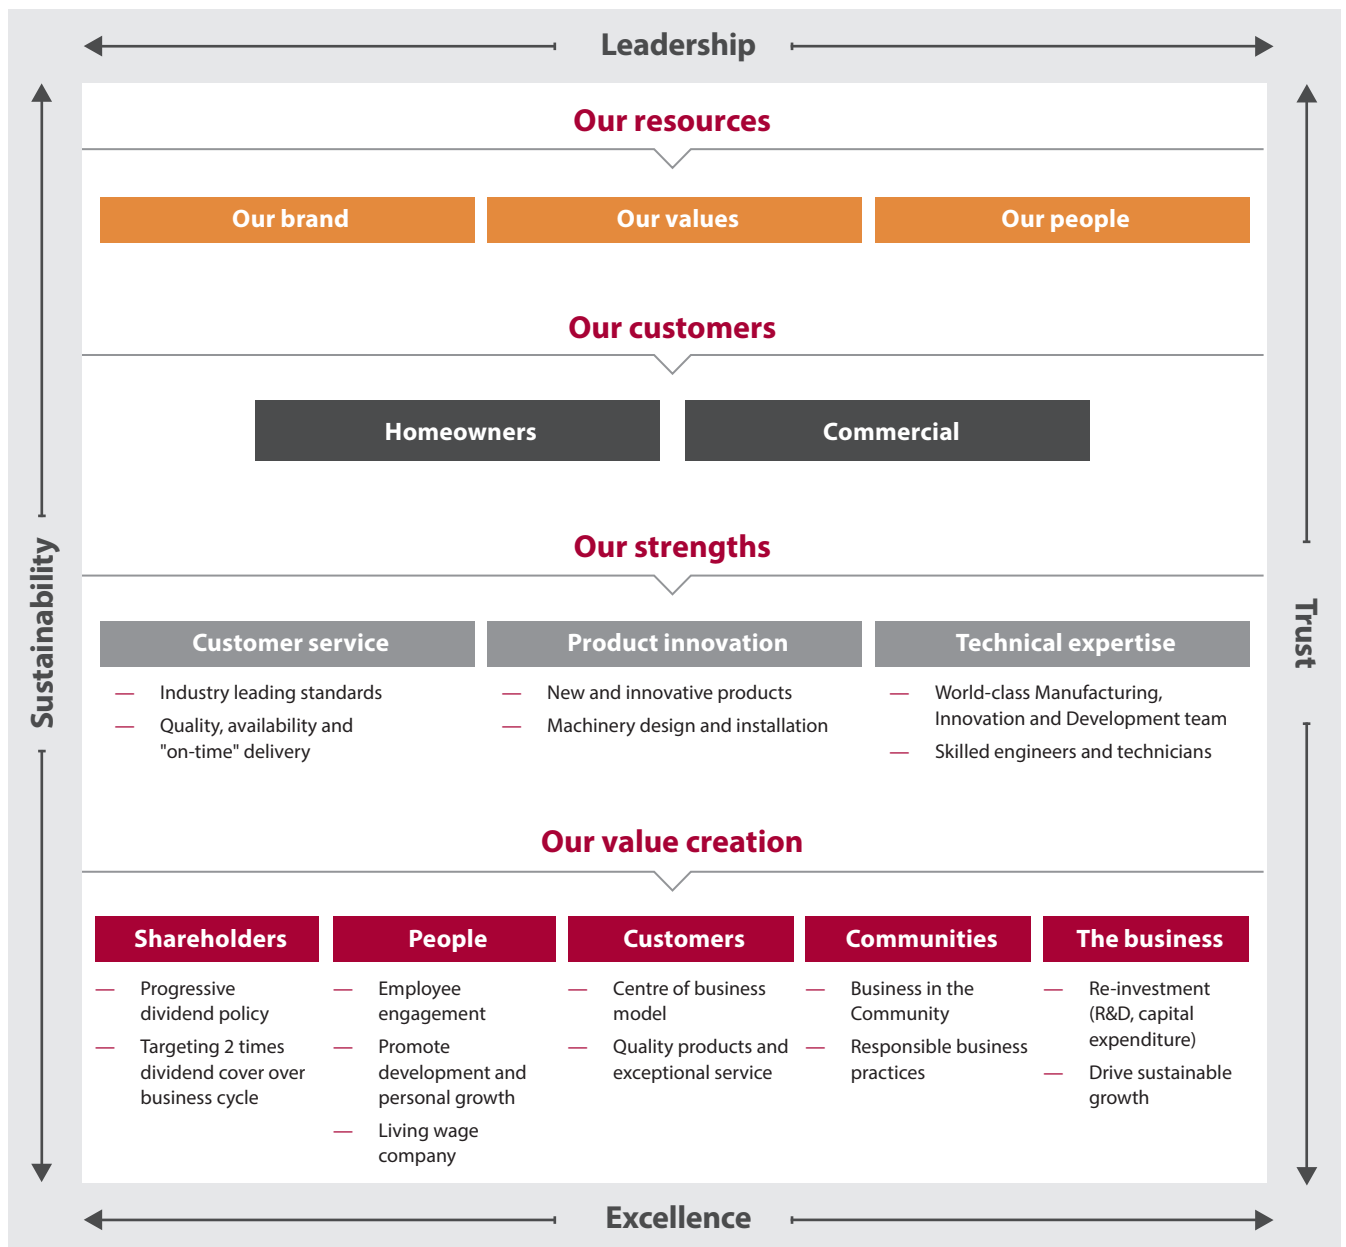 Leadership
Sustainability
Trust
Our resources
Our brand
Our values
Our people
Our customers
Homeowners
Commercial
Our strengths
Customer service
— Industry leading standards
— Quality, availability and
"on-time" delivery
Product innovation
— New and innovative products
— Machinery design and installation
Technical expertise
— World-class Manufacturing,
Innovation and Development team
— Skilled engineers and technicians
Our value creation
Shareholders
— Progressive
dividend policy
— Targeting 2 times
dividend cover over
business cycle
People
— Employee
engagement
— Promote
development and
personal growth
— Living wage
company
Customers
— Centre of business
model
— Quality products and
exceptional service
Communities
— Business in the
Community
— Responsible business
practices
The business
— Re-investment
(R&D, capital
expenditure)
— Drive sustainable
growth
Excellence